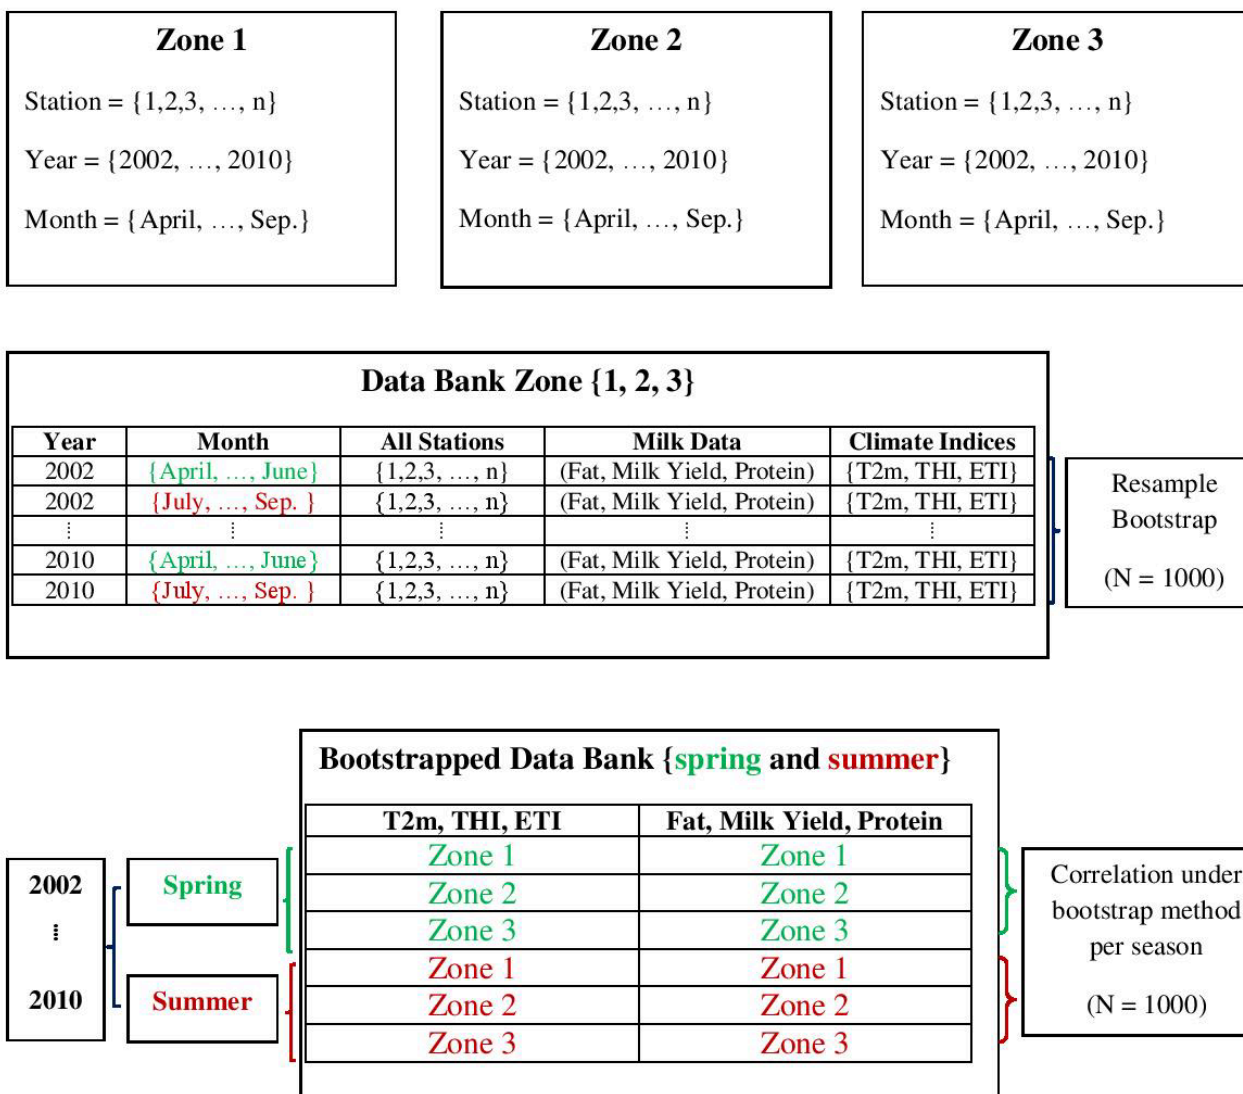 Zone 1
Station = {1,2,3, …, n}
Year = {2002, …, 2010}
Month = {April, …, Sep.}
Zone 2
Station = {1,2,3, …, n}
Year = {2002, …, 2010}
Month = {April, …, Sep.}
Zone 3
Station = {1,2,3, …, n}
Year = {2002, …, 2010}
Month = {April, …, Sep.}
Data Bank Zone {1, 2, 3}
Year Month All Stations Milk Data Climate Indices
2002 {April, …, June} {1,2,3, …, n} (Fat, Milk Yield, Protein) {T2m, THI, ETI}
2002 {July, …, Sep. } {1,2,3, …, n} (Fat, Milk Yield, Protein) {T2m, THI, ETI}
⁞ ⁞ ⁞ ⁞ ⁞
2010 {April, …, June} {1,2,3, …, n} (Fat, Milk Yield, Protein) {T2m, THI, ETI}
2010 {July, …, Sep. } {1,2,3, …, n} (Fat, Milk Yield, Protein) {T2m, THI, ETI}
Resample
Bootstrap
(N = 1000)
Bootstrapped Data Bank {spring and summer}
T2m, THI, ETI Fat, Milk Yield, Protein
Zone 1 Zone 1
Zone 2 Zone 2
Zone 3 Zone 3
Zone 1 Zone 1
Zone 2 Zone 2
Zone 3 Zone 3
2002
⁞
2010
Spring
Summer
Correlation under
bootstrap method
per season
(N = 1000)